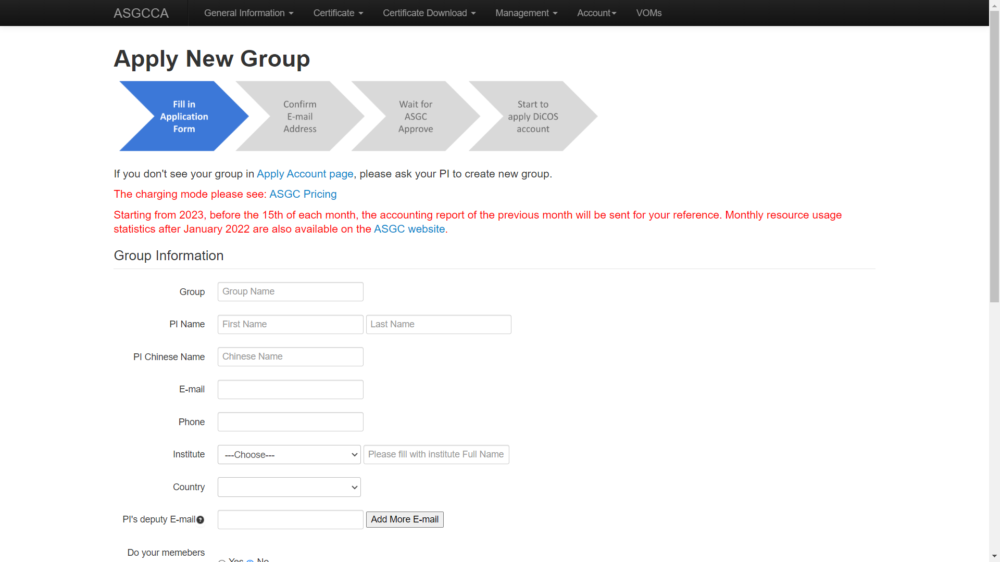 ASGCCA General Information Certificate Certificate Download Management Account VOMs
Apply New Group
Fill in
Application
Form
Confirm
E-mail
Address
Wait for
ASGC
Approve
Start to
apply DiCOS
account
If you don't see your group in Apply Account page, please ask your PI to create new group.
The charging mode please see: ASGC Pricing
Starting from 2023, before the 15th of each month, the accounting report of the previous month will be sent for your reference. Monthly resource usage
statistics after January 2022 are also available on the ASGC website.
Group Information
Group Group Name
PI Name First Name Last Name
PI Chinese Name Chinese Name
E-mail
Phone
Institute ---Choose--- Please fill with institute Full Name
Country
PI's deputy E-mail Add More E-mail
Do your memebers
Yes No